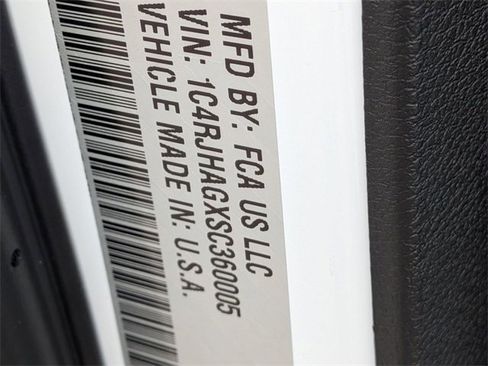 MFD BY: FCA US LLC
VIN: 1C4RJHAGXSC360005
VEHICLE MADE IN: U.S.A.